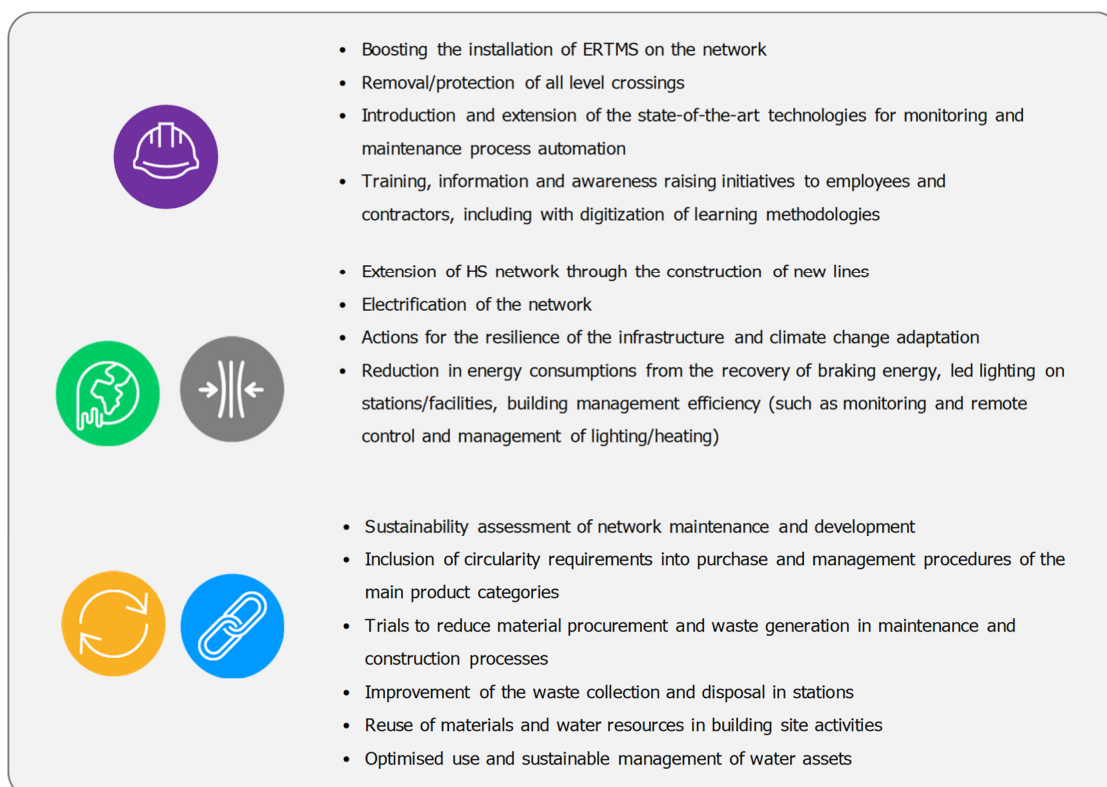 • Boosting the installation of ERTMS on the network
• Removal/protection of all level crossings
• Introduction and extension of the state-of-the-art technologies for monitoring and
maintenance process automation
• Training, information and awareness raising initiatives to employees and
contractors, including with digitization of learning methodologies
• Extension of HS network through the construction of new lines
• Electrification of the network
• Actions for the resilience of the infrastructure and climate change adaptation
• Reduction in energy consumptions from the recovery of braking energy, led lighting on
stations/facilities, building management efficiency (such as monitoring and remote
control and management of lighting/heating)
• Sustainability assessment of network maintenance and development
• Inclusion of circularity requirements into purchase and management procedures of the
main product categories
• Trials to reduce material procurement and waste generation in maintenance and
construction processes
• Improvement of the waste collection and disposal in stations
• Reuse of materials and water resources in building site activities
• Optimised use and sustainable management of water assets